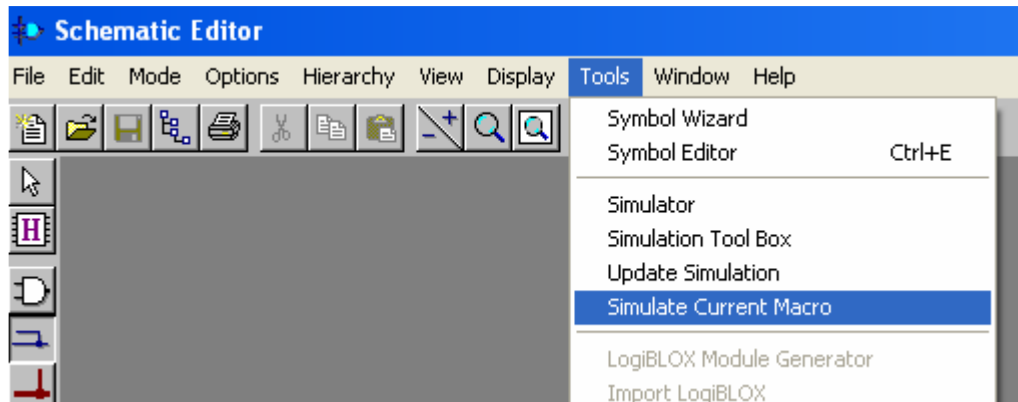 Schematic Editor
File Edit Mode Options Hierarchy View Display Tools Window Help
Symbol Wizard
Symbol Editor Ctrl+E
H
Simulator
Simulation Tool Box
Update Simulation
Simulate Current Macro
LogiBLOX Module Generator
Import LogiBLOX